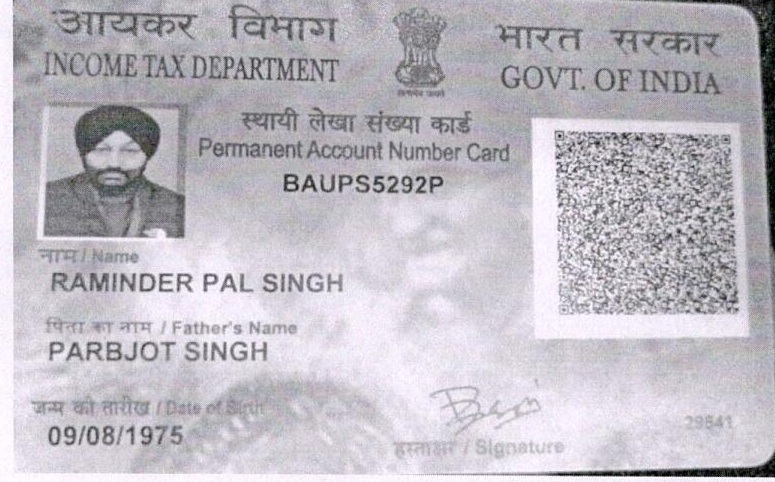 आयकर विभाग
INCOME TAX DEPARTMENT
भारत सरकार
GOVT. OF INDIA
स्थायी लेखा संख्या कार्ड
Permanent Account Number Card
BAUPS5292P
नाम / Name
RAMINDER PAL SINGH
पिता का नाम / Father's Name
PARBJOT SINGH
जन्म की तारीख / Date of Birth
09/08/1975
हस्ताक्षर / Signature
29841